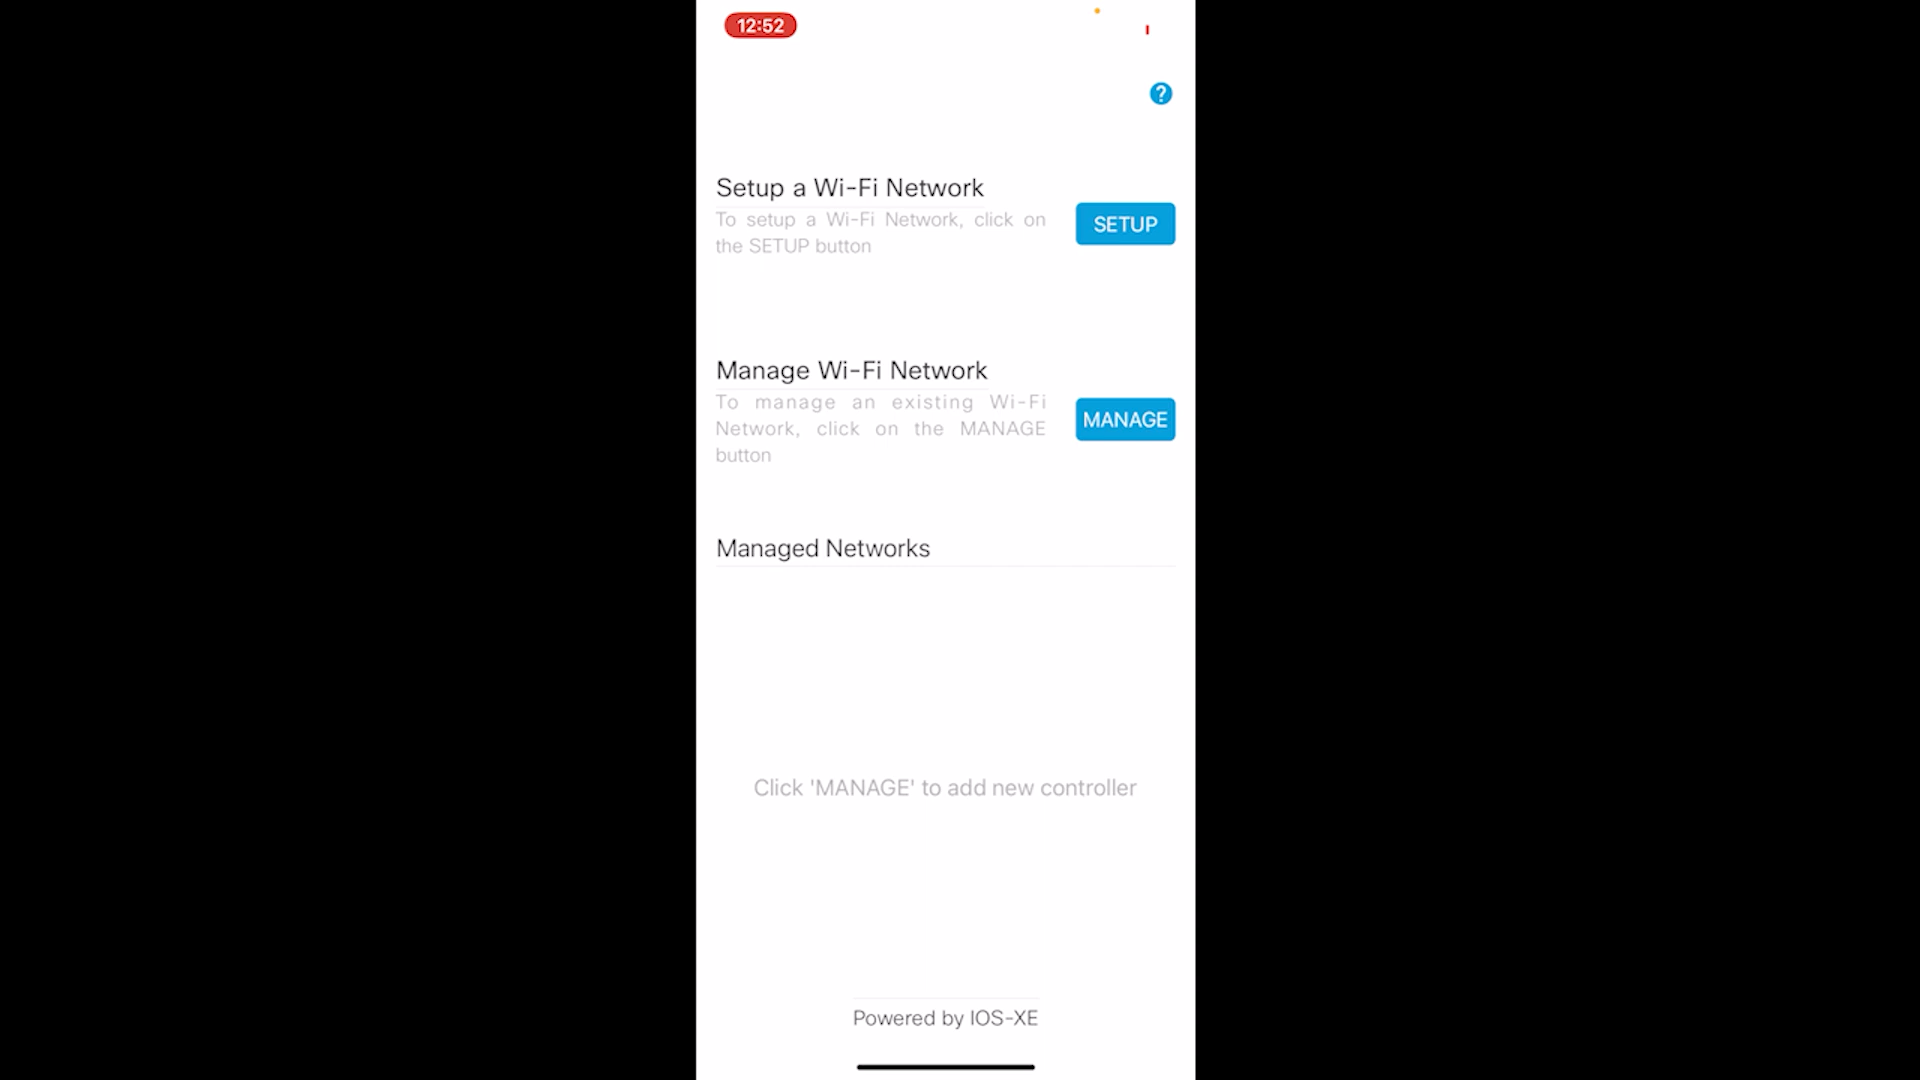 12:52
?
Setup a Wi-Fi Network
To setup a Wi-Fi Network, click on
the SETUP button
SETUP
Manage Wi-Fi Network
To manage an existing Wi-Fi
Network, click on the MANAGE
button
MANAGE
Managed Networks
Click 'MANAGE' to add new controller
Powered by IOS-XE